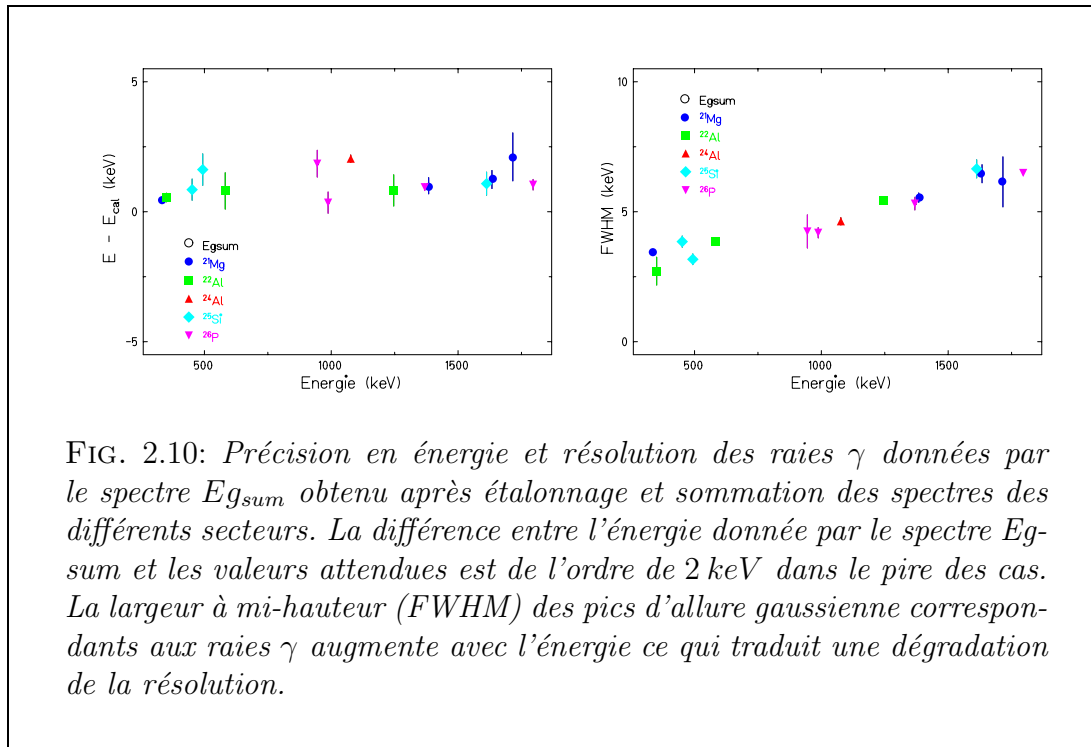 5
0
-5
E - Ecal (keV)
Egsum
21Mg
22Al
24Al
25Si
26P
500
1000
1500
Energie (keV)
10
5
0
FWHM (keV)
Egsum
21Mg
22Al
24Al
25Si
26P
500
1000
1500
Energie (keV)
FIG. 2.10: Précision en énergie et résolution des raies γ données par
le spectre Egsum obtenu après étalonnage et sommation des spectres des
différents secteurs. La différence entre l'énergie donnée par le spectre Eg-
sum et les valeurs attendues est de l'ordre de 2 keV dans le pire des cas.
La largeur à mi-hauteur (FWHM) des pics d'allure gaussienne correspon-
dants aux raies γ augmente avec l'énergie ce qui traduit une dégradation
de la résolution.